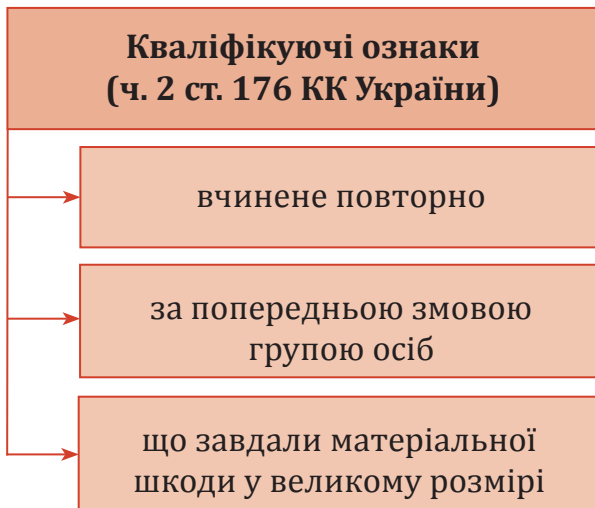 Кваліфікуючі ознаки
(ч. 2 ст. 176 КК України)
вчинене повторно
за попередньою змовою
групою осіб
що завдали матеріальної
шкоди у великому розмірі